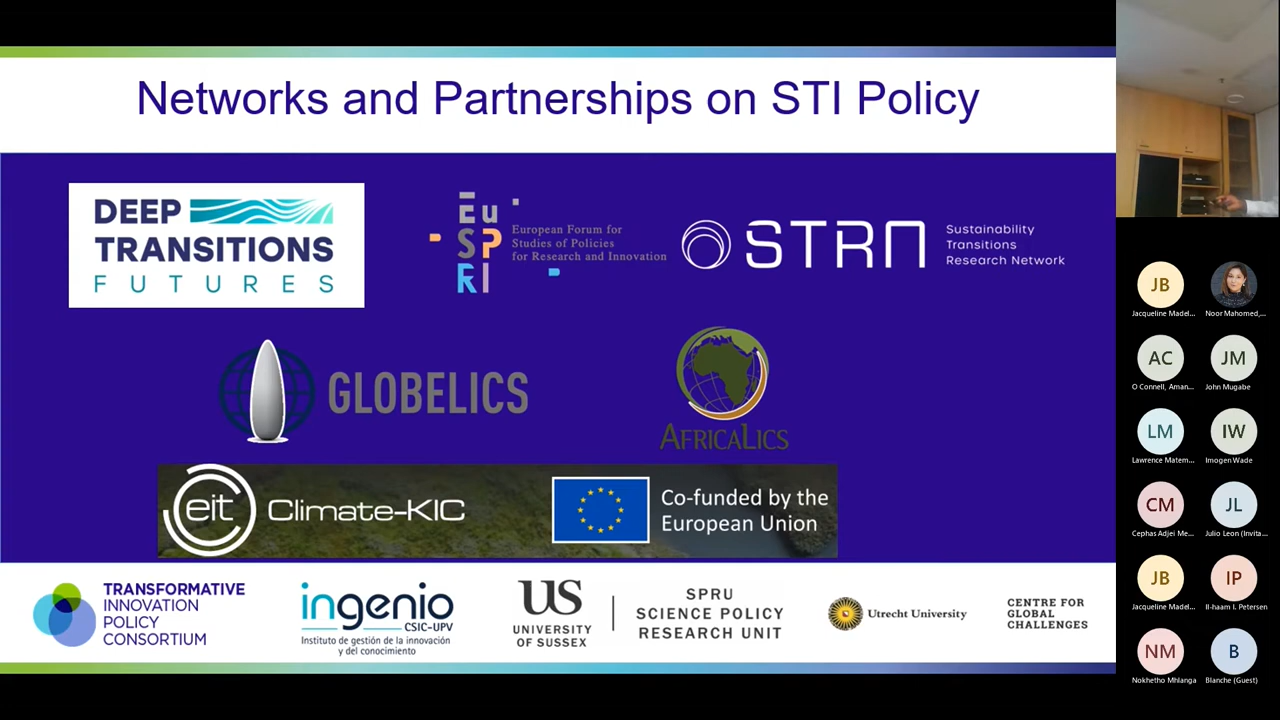 Networks and Partnerships on STI Policy
DEEP
TRANSITIONS
FUTURES
EuSPRI
European Forum for
Studies of Policies
for Research and Innovation
STRN
Sustainability
Transitions
Research Network
GLOBELICS
AFRICALICS
eit Climate-KIC
Co-funded by the
European Union
TRANSFORMATIVE
INNOVATION
POLICY
CONSORTIUM
ingenio
CSIC-UPV
Instituto de gestión de la innovación
y del conocimiento
US
UNIVERSITY
OF SUSSEX
SPRU
SCIENCE POLICY
RESEARCH UNIT
Utrecht University
CENTRE FOR
GLOBAL
CHALLENGES
JB
Jacqueline Madel...
Noor Mahomed,...
AC
O Connell, Aman...
JM
John Mugabe
LM
Lawrence Matem...
IW
Imogen Wade
CM
Cephas Adjei Me...
JL
Julio Leon (Invita...
JB
Jacqueline Madel...
IP
Il-haam I. Petersen
NM
Nokhetho Mhlanga
B
Blanche (Guest)